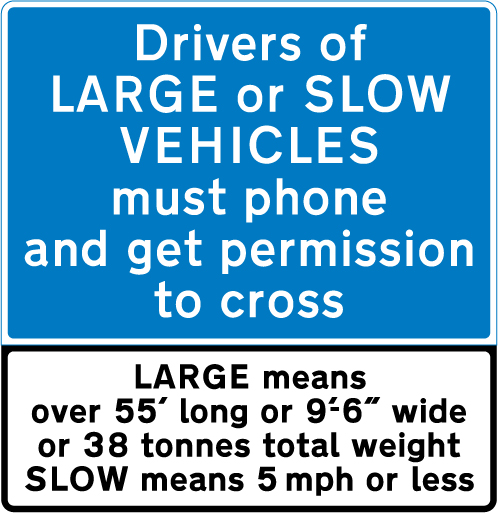 Drivers of
LARGE or SLOW
VEHICLES
must phone
and get permission
to cross
LARGE means
over 55′ long or 9′-6″ wide
or 38 tonnes total weight
SLOW means 5 mph or less